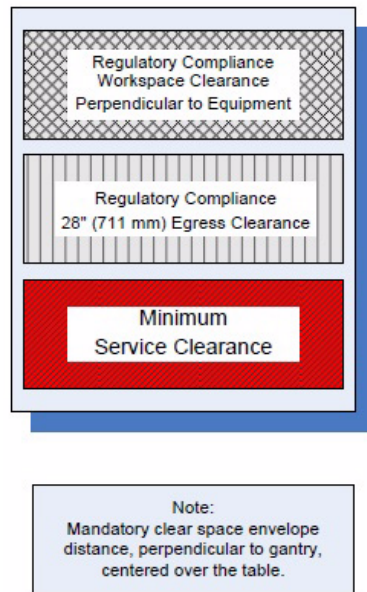 Regulatory Compliance
Workspace Clearance
Perpendicular to Equipment
Regulatory Compliance
28" (711 mm) Egress Clearance
Minimum
Service Clearance
Note:
Mandatory clear space envelope
distance, perpendicular to gantry,
centered over the table.